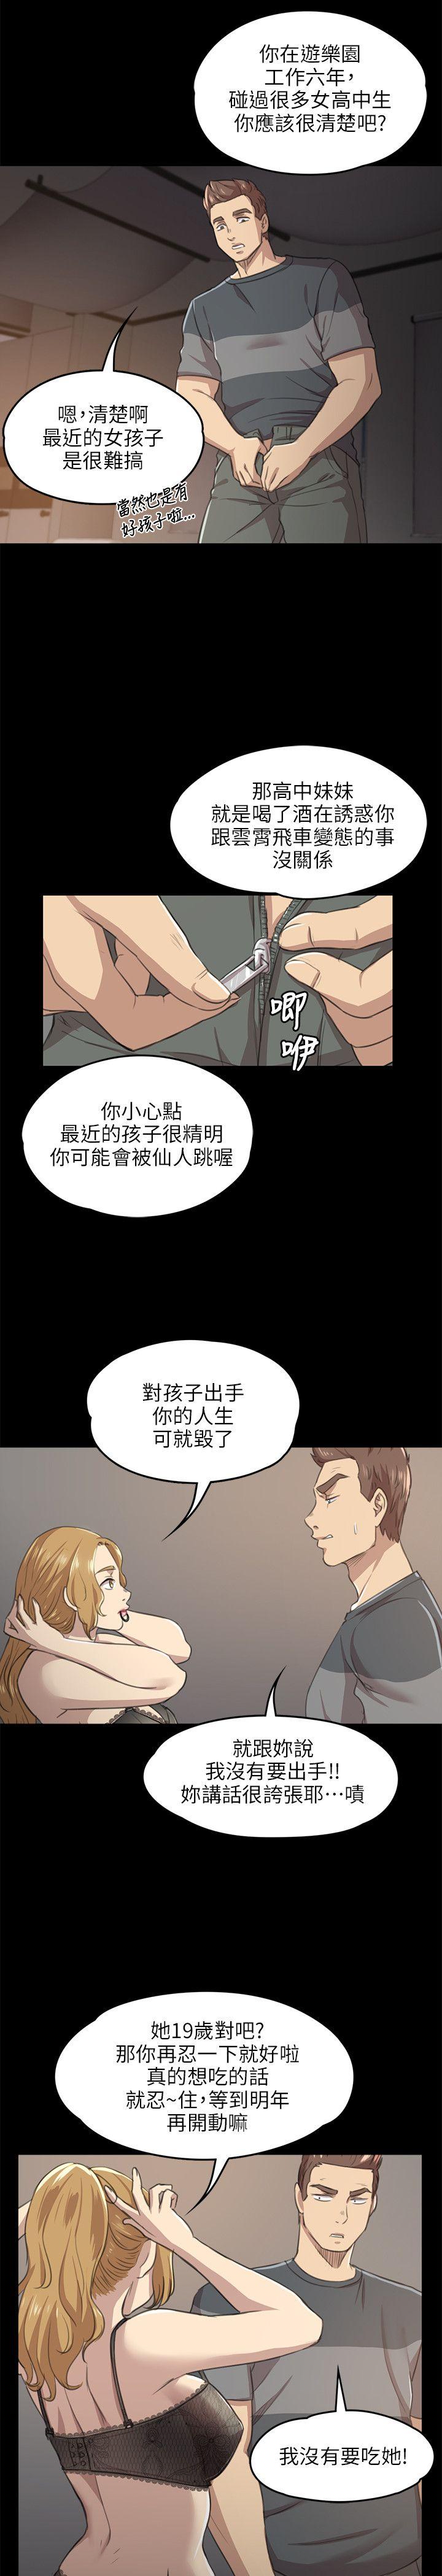 你在遊樂園
工作六年，
碰過很多女高中生
你應該很清楚吧?
嗯，清楚啊
最近的女孩子
是很難搞
當然也是有
好孩子啦...
那高中妹妹
就是喝了酒在誘惑你
跟雲霄飛車變態的事
沒關係
唧
咿
你小心點
最近的孩子很精明
你可能會被仙人跳喔
對孩子出手
你的人生
可就毀了
就跟妳說
我沒有要出手!!
妳講話很誇張耶…嘖
她19歲對吧?
那你再忍一下就好啦
真的想吃的話
就忍~住，等到明年
再開動嘛
我沒有要吃她!